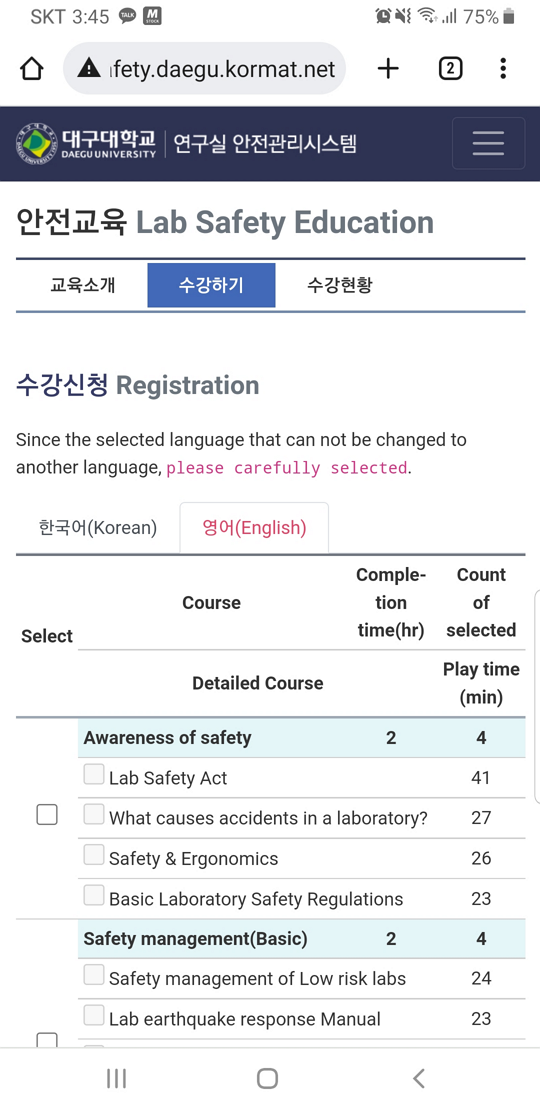 SKT 3:45 TALK M STOCK 75%
fety.daegu.kormat.net 2
대구대학교 연구실 안전관리시스템
DAEGU UNIVERSITY
안전교육 Lab Safety Education
교육소개 수강하기 수강현황
수강신청 Registration
Since the selected language that can not be changed to
another language, please carefully selected.
한국어(Korean) 영어(English)
Select Course Comple-
tion
time(hr) Count
of
selected
Detailed Course Play time
(min)
Awareness of safety 2 4
Lab Safety Act 41
What causes accidents in a laboratory? 27
Safety & Ergonomics 26
Basic Laboratory Safety Regulations 23
Safety management(Basic) 2 4
Safety management of Low risk labs 24
Lab earthquake response Manual 23